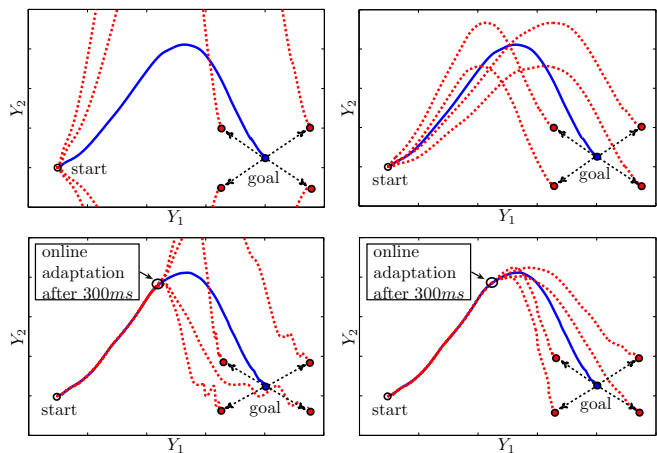 Y2
start
goal
Y1
Y2
start
goal
Y1
online
adaptation
after 300ms
Y2
start
goal
Y1
online
adaptation
after 300ms
Y2
start
goal
Y1